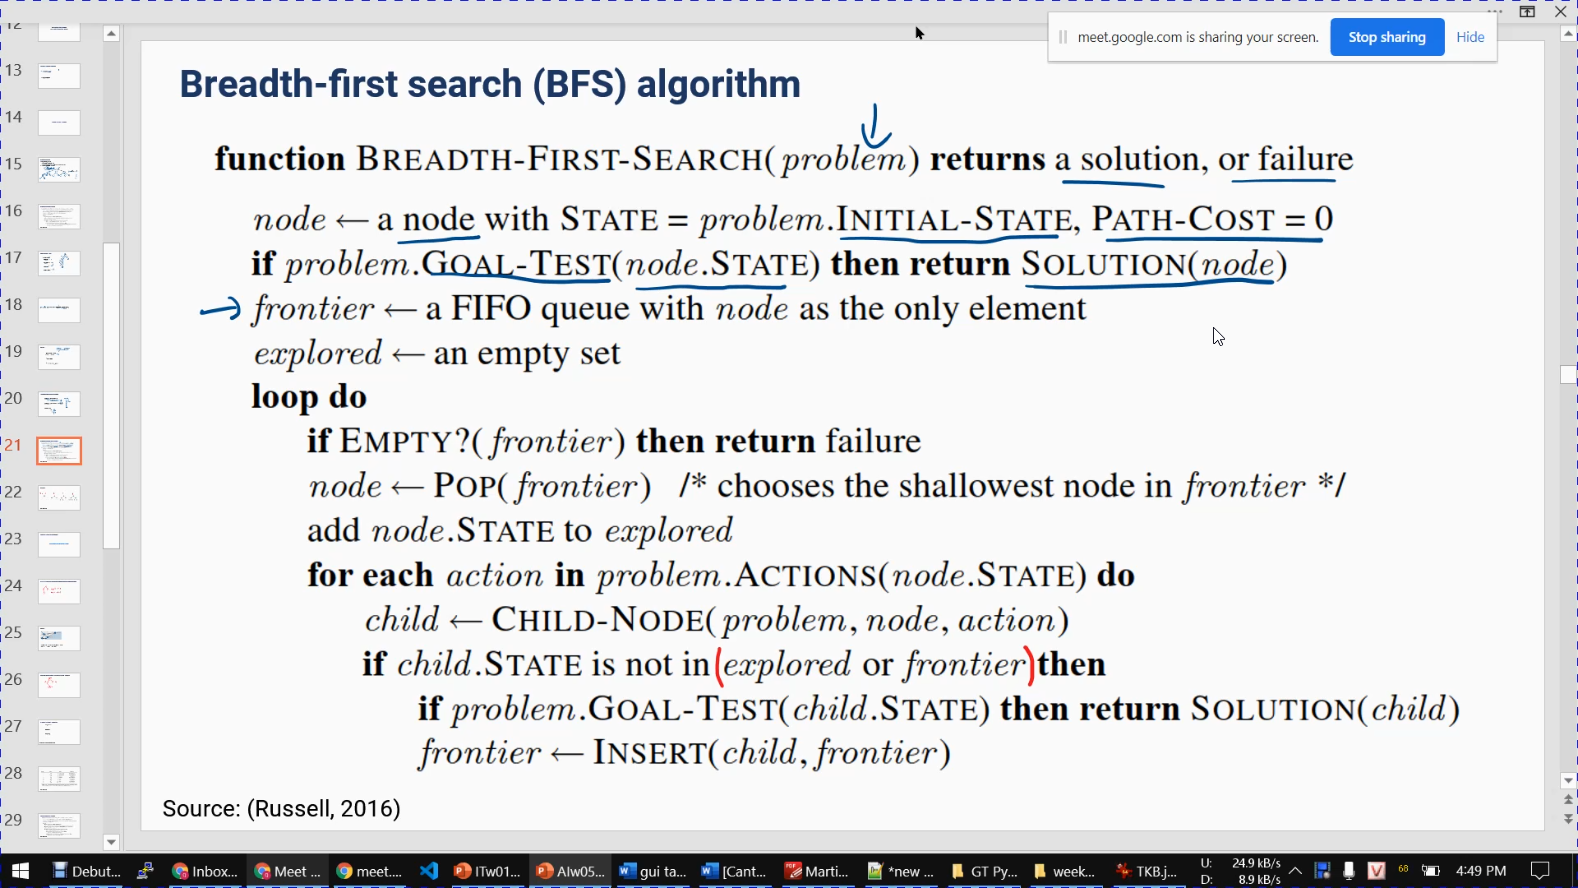 meet.google.com is sharing your screen. Stop sharing Hide
12
13
14
15
16
17
18
19
20
21
22
23
24
25
26
27
28
29
Breadth-first search (BFS) algorithm
function BREADTH-FIRST-SEARCH(problem) returns a solution, or failure
node ← a node with STATE = problem.INITIAL-STATE, PATH-COST = 0
if problem.GOAL-TEST(node.STATE) then return SOLUTION(node)
frontier ← a FIFO queue with node as the only element
explored ← an empty set
loop do
if EMPTY?(frontier) then return failure
node ← POP(frontier) /* chooses the shallowest node in frontier */
add node.STATE to explored
for each action in problem.ACTIONS(node.STATE) do
child ← CHILD-NODE(problem, node, action)
if child.STATE is not in (explored or frontier) then
if problem.GOAL-TEST(child.STATE) then return SOLUTION(child)
frontier ← INSERT(child, frontier)
Source: (Russell, 2016)
Debut... Inbox... Meet ... meet.... ITw01... AIw05... gui ta... [Cant... Marti... *new ... GT Py... week... TKB.j... U: 24.9 kB/s D: 8.9 kB/s 68 4:49 PM